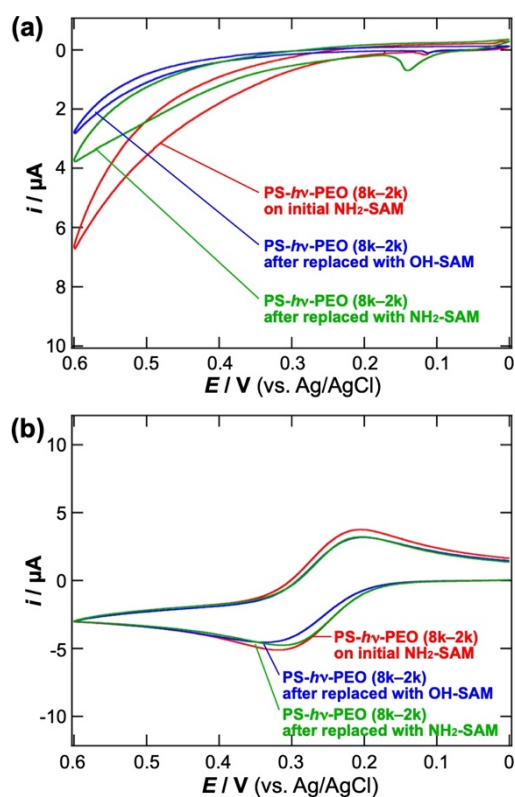 (a)
0
2
4
6
8
10
i / μA
PS-hν-PEO (8k–2k)
on initial NH₂-SAM
PS-hν-PEO (8k–2k)
after replaced with OH-SAM
PS-hν-PEO (8k–2k)
after replaced with NH₂-SAM
0.6 0.5 0.4 0.3 0.2 0.1 0
E / V (vs. Ag/AgCl)
(b)
10
5
0
-5
-10
i / μA
PS-hν-PEO (8k–2k)
on initial NH₂-SAM
PS-hν-PEO (8k–2k)
after replaced with OH-SAM
PS-hν-PEO (8k–2k)
after replaced with NH₂-SAM
0.6 0.5 0.4 0.3 0.2 0.1 0
E / V (vs. Ag/AgCl)